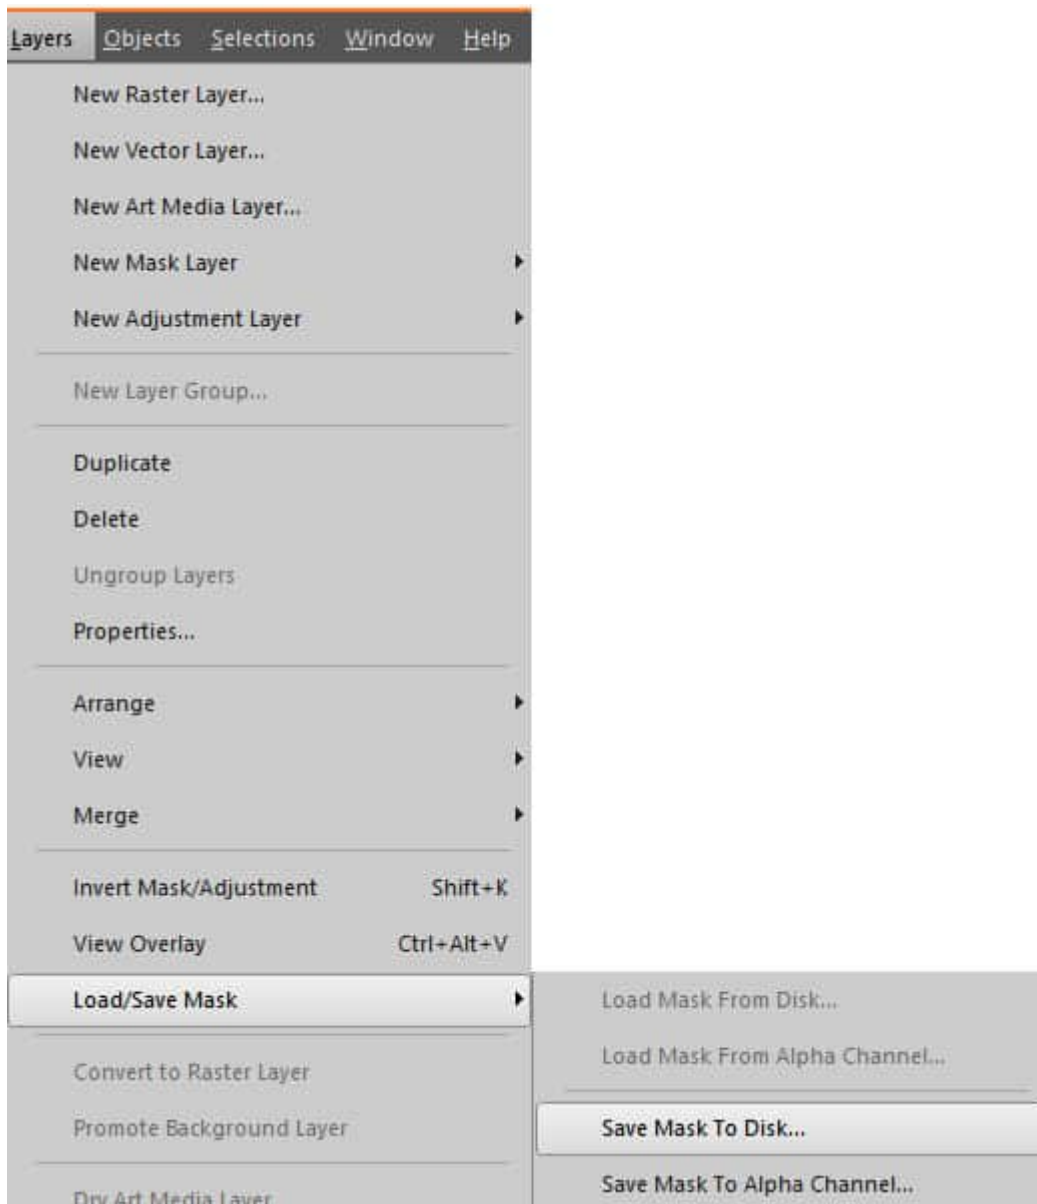 Layers Objects Selections Window Help
New Raster Layer...
New Vector Layer...
New Art Media Layer...
New Mask Layer
New Adjustment Layer
New Layer Group...
Duplicate
Delete
Ungroup Layers
Properties...
Arrange
View
Merge
Invert Mask/Adjustment Shift+K
View Overlay Ctrl+Alt+V
Load/Save Mask
Load Mask From Disk...
Load Mask From Alpha Channel...
Convert to Raster Layer
Promote Background Layer
Save Mask To Disk...
Save Mask To Alpha Channel...
Dry Art Media Layer